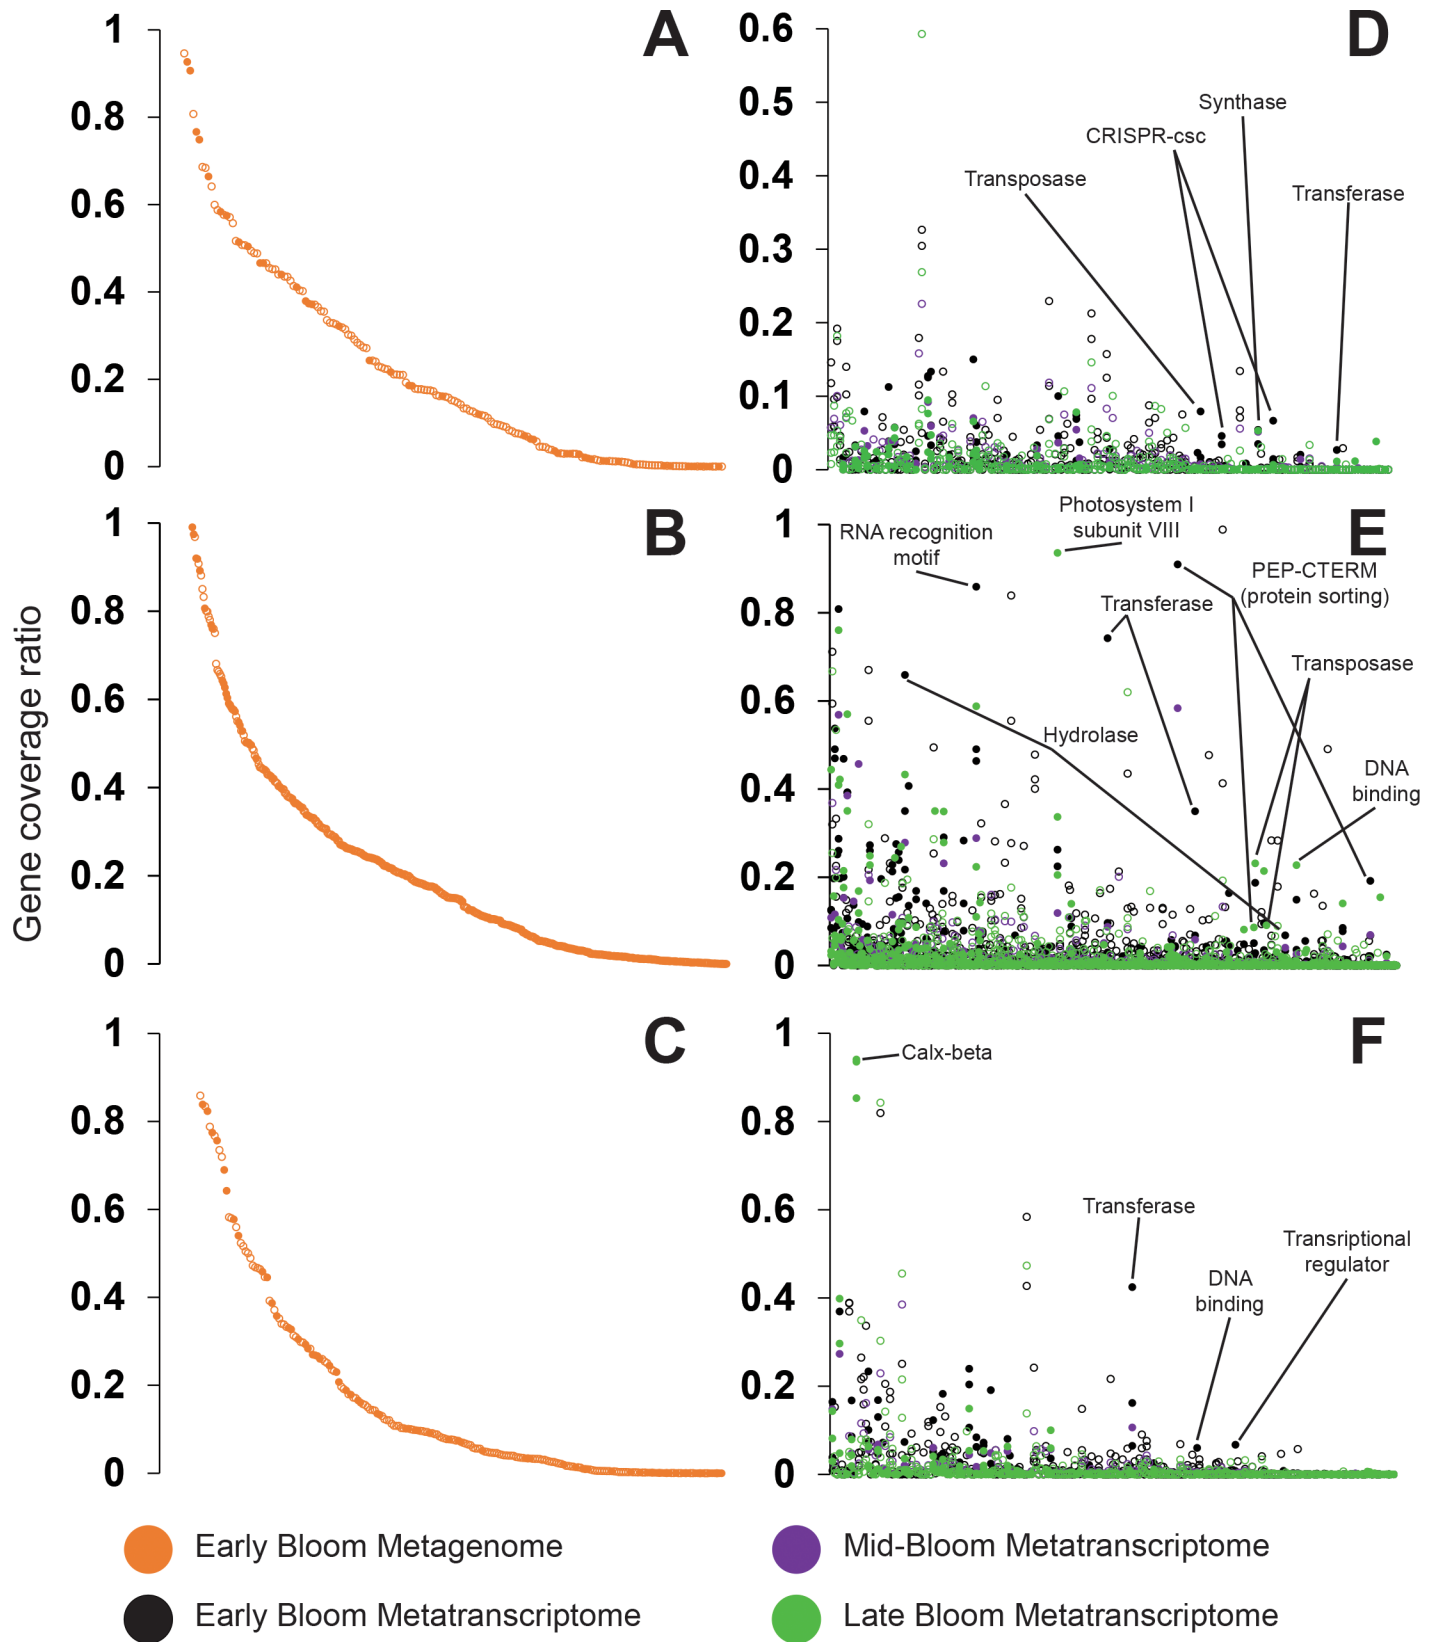 A
1
0.8
0.6
0.4
0.2
0
D
0.6
0.5
0.4
0.3
0.2
0.1
0
Synthase
CRISPR-csc
Transposase
Transferase
Gene coverage ratio
B
1
0.8
0.6
0.4
0.2
0
E
1
0.8
0.6
0.4
0.2
0
Photosystem I
subunit VIII
RNA recognition
motif
PEP-CTERM
(protein sorting)
Transferase
Transposase
Hydrolase
DNA
binding
C
1
0.8
0.6
0.4
0.2
0
F
1
0.8
0.6
0.4
0.2
0
Calx-beta
Transferase
Transriptional
regulator
DNA
binding
Early Bloom Metagenome
Mid-Bloom Metatranscriptome
Early Bloom Metatranscriptome
Late Bloom Metatranscriptome